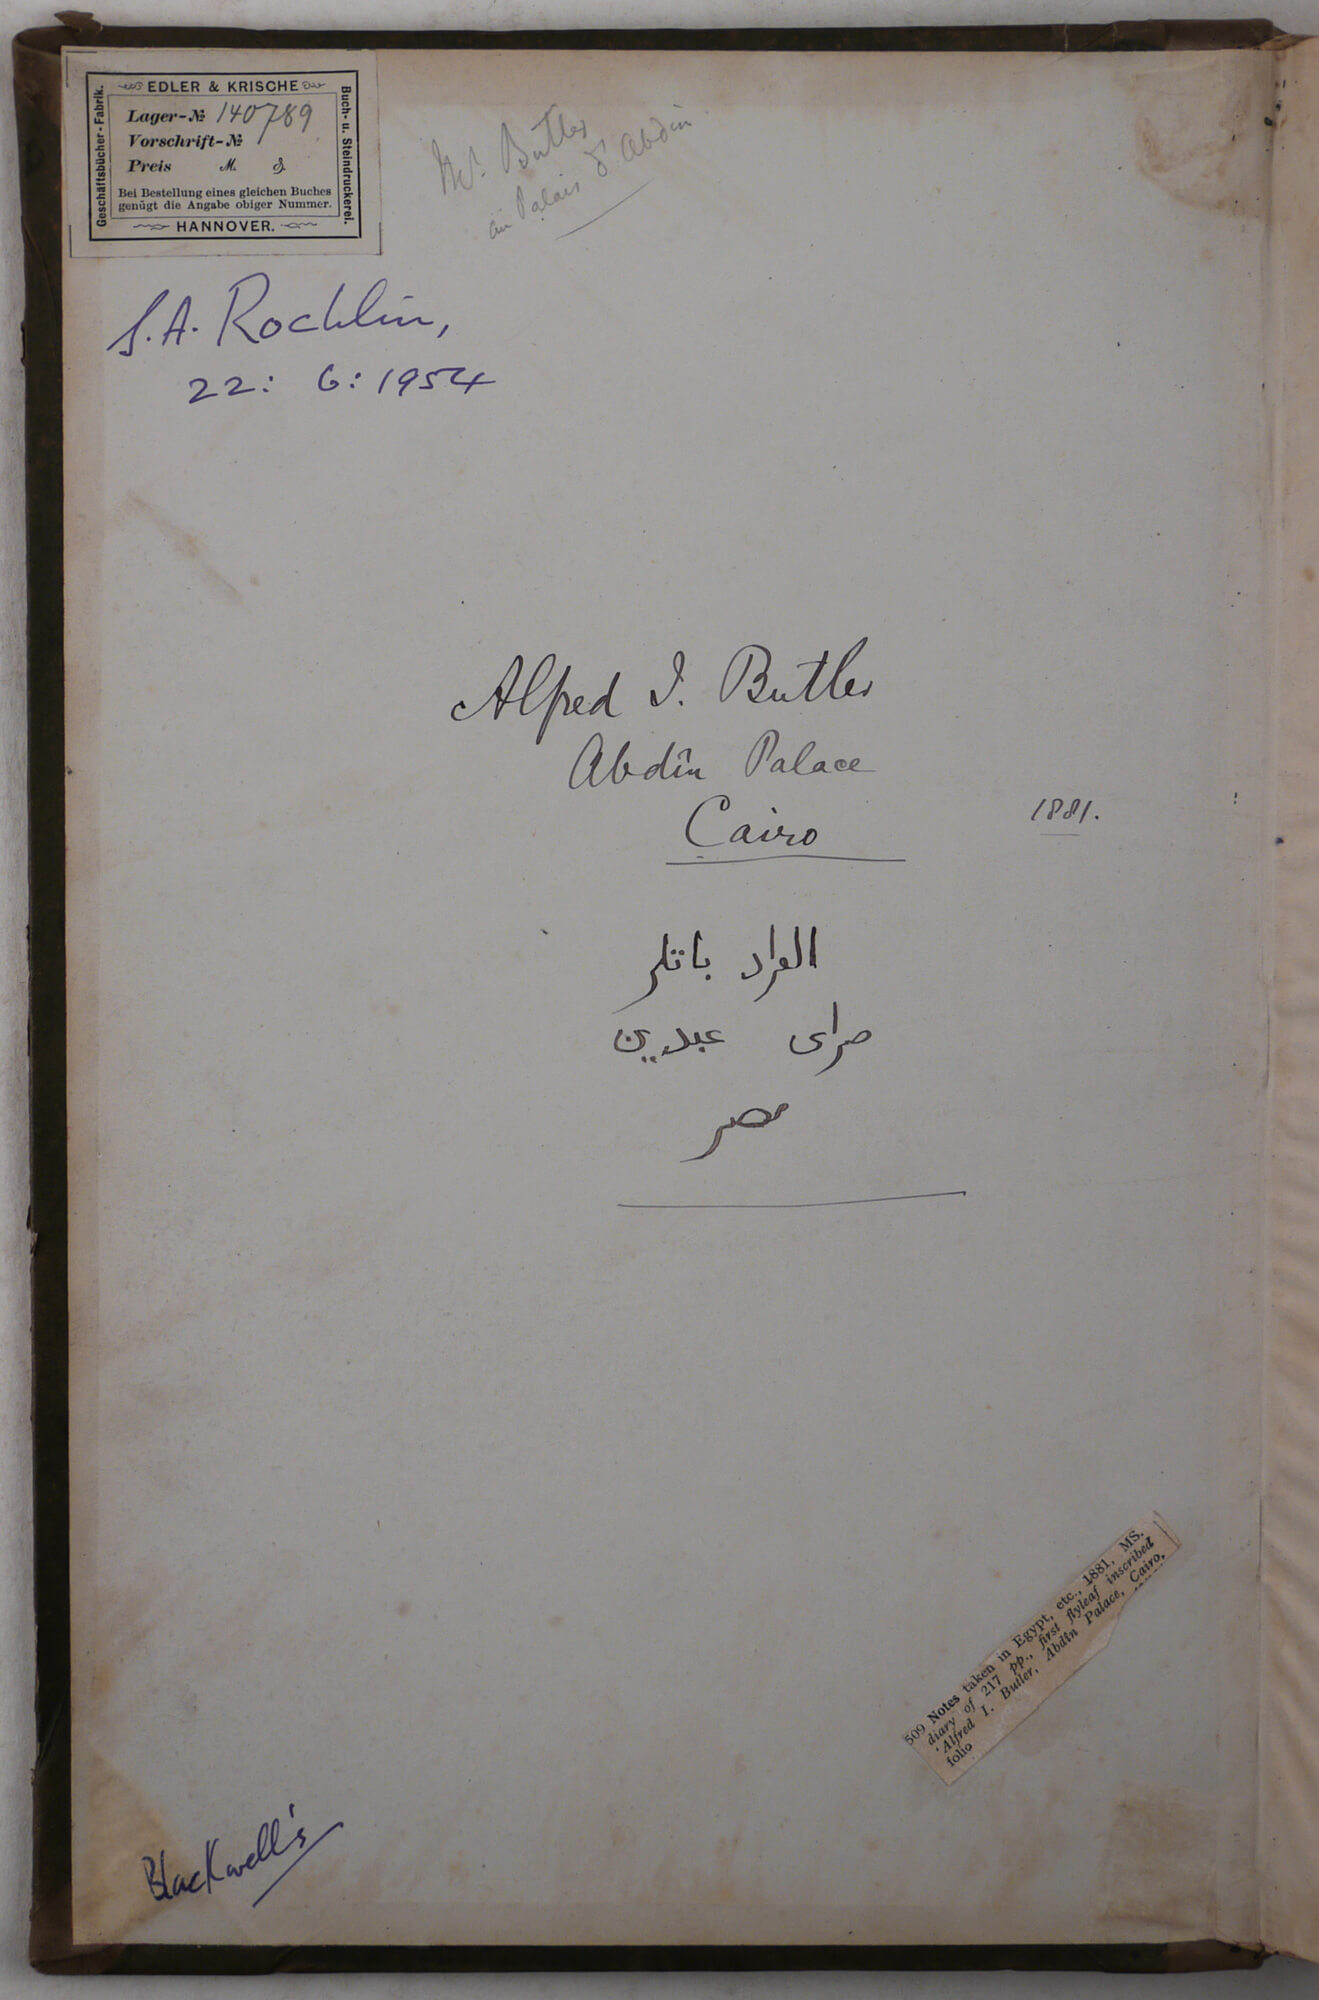 EDLER & KRISCHE
Geschäftsbücher-Fabrik.
Lager-№ 140789
Vorschrift-№
Preis M. ₰
Bei Bestellung eines gleichen Buches
genügt die Angabe obiger Nummer.
Buch- u. Steindruckerei.
HANNOVER.
Mr. Butler
au Palais d'Abdin
S.A. Rochlin,
22: 6: 1954
Alfred J. Butler
Abdîn Palace
Cairo
1881.
الفراد باتلر
صراى عبدين
مصر
509 Notes taken in Egypt, etc., 1881, MS.
diary of 217 pp., first flyleaf inscribed
'Alfred I. Butler, Abdîn Palace, Cairo,
folio
Blackwell's